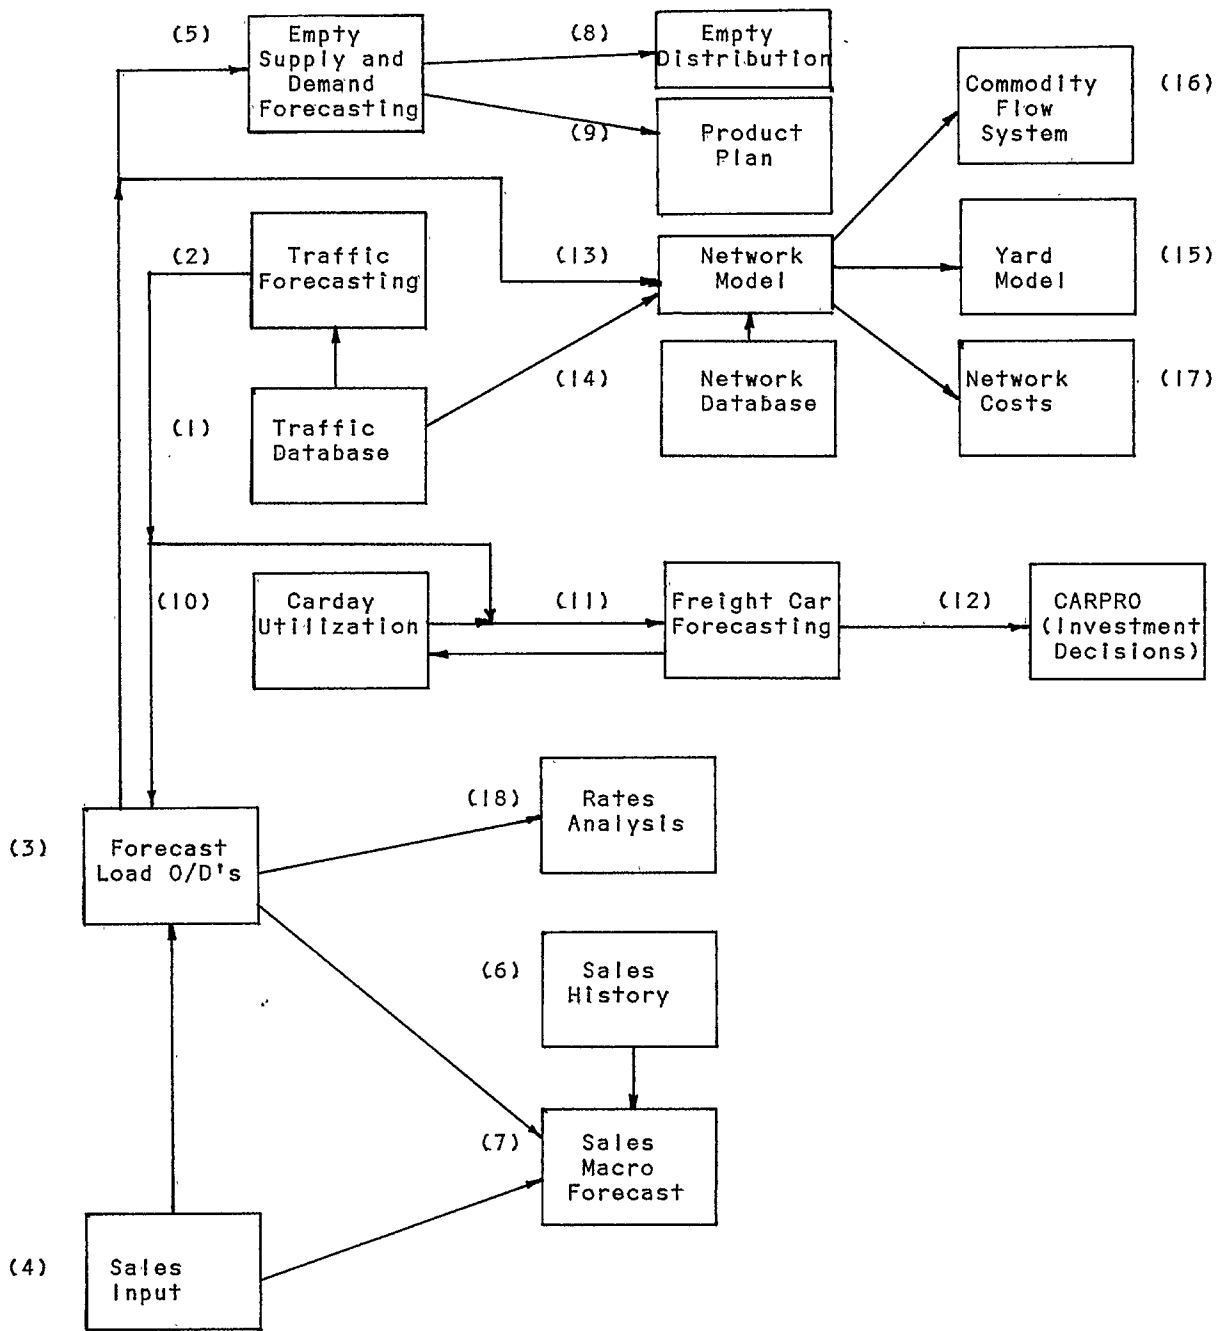 (5)
Empty
Supply and
Demand
Forecasting
(8)
Empty
Distribution
(9)
Product
Plan
Commodity
Flow
System
(16)
(2)
Traffic
Forecasting
(13)
Network
Model
Yard
Model
(15)
(1)
Traffic
Database
(14)
Network
Database
Network
Costs
(17)
(10)
Carday
Utilization
(11)
Freight Car
Forecasting
(12)
CARPRO
(Investment
Decisions)
(3)
Forecast
Load O/D's
(18)
Rates
Analysis
(6)
Sales
History
(7)
Sales
Macro
Forecast
(4)
Sales
Input